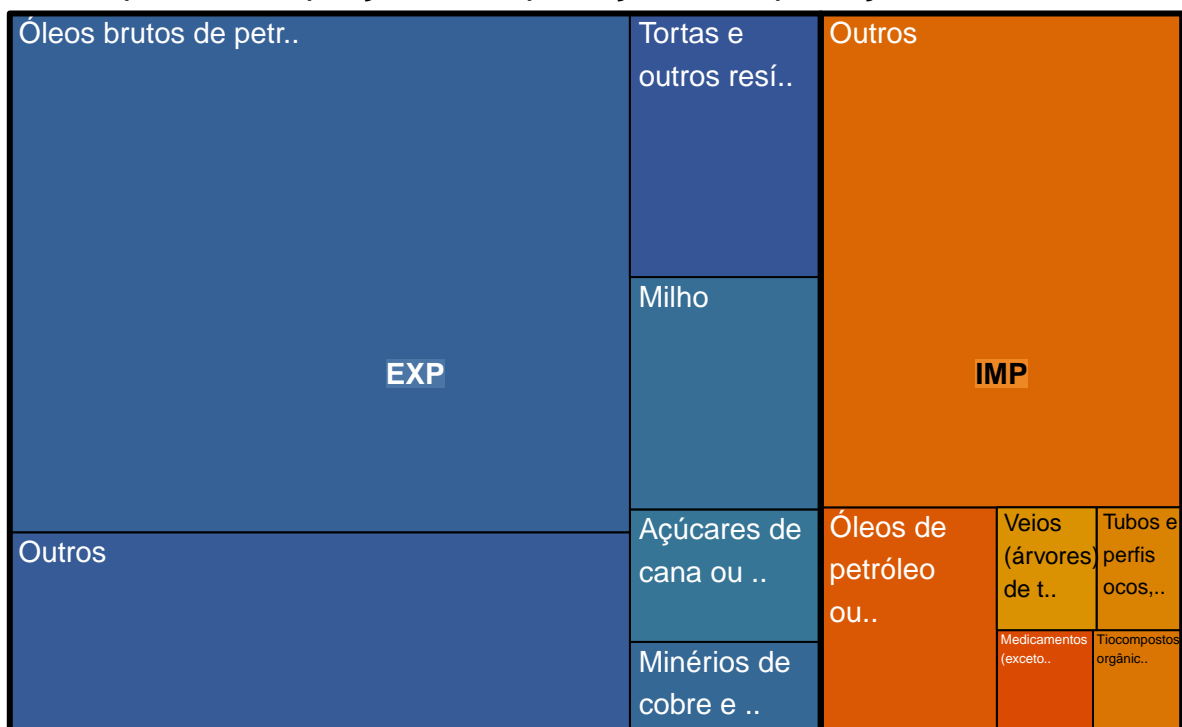 Óleos brutos de petr..
Tortas e
outros resí..
Outros
Milho
EXP
IMP
Outros
Açúcares de
cana ou ..
Minérios de
cobre e ..
Óleos de
petróleo
ou..
Veios
(árvores)
de t..
Tubos e
perfis
ocos,..
Medicamentos
(exceto..
Tiocompostos
orgânic..